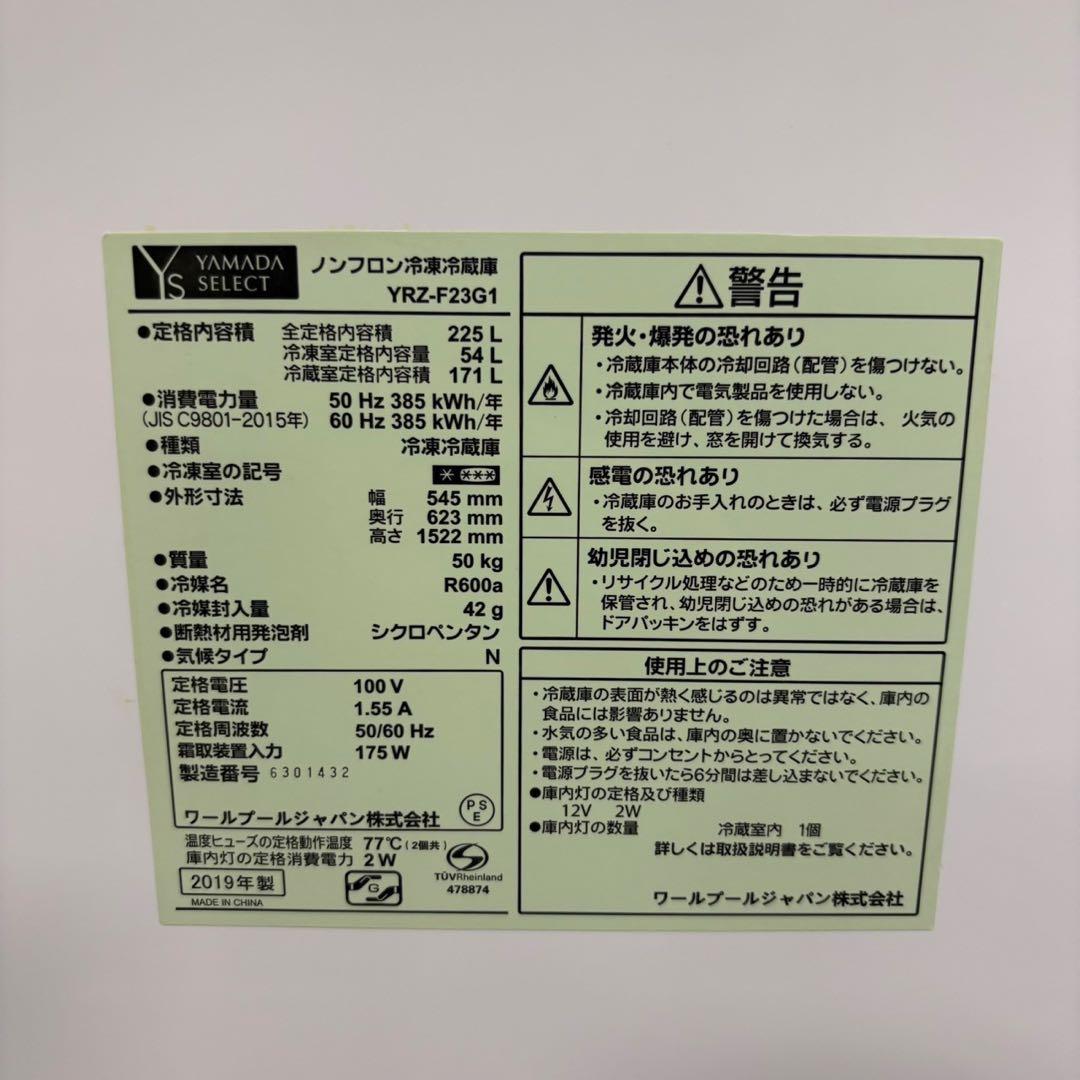 YS YAMADA SELECT
ノンフロン冷凍冷蔵庫
YRZ-F23G1
●定格内容積 全定格内容積 225 L
冷凍室定格内容量 54 L
冷蔵室定格内容積 171 L
●消費電力量 50 Hz 385 kWh/年
(JIS C9801-2015年) 60 Hz 385 kWh/年
●種類 冷凍冷蔵庫
●冷凍室の記号 * ***
●外形寸法 幅 545 mm
奥行 623 mm
高さ 1522 mm
●質量 50 kg
●冷媒名 R600a
●冷媒封入量 42 g
●断熱材用発泡剤 シクロペンタン
●気候タイプ N
定格電圧 100 V
定格電流 1.55 A
定格周波数 50/60 Hz
霜取装置入力 175 W
製造番号 6301432
ワールプールジャパン株式会社 PSE
温度ヒューズの定格動作温度 77℃(2個共)
庫内灯の定格消費電力 2 W
2019年製
MADE IN CHINA
G
TÜVRheinland
478874
⚠警告
発火・爆発の恐れあり
・冷蔵庫本体の冷却回路(配管)を傷つけない。
・冷蔵庫内で電気製品を使用しない。
・冷却回路(配管)を傷つけた場合は、火気の
使用を避け、窓を開けて換気する。
感電の恐れあり
・冷蔵庫のお手入れのときは、必ず電源プラグ
を抜く。
幼児閉じ込めの恐れあり
・リサイクル処理などのため一時的に冷蔵庫を
保管され、幼児閉じ込めの恐れがある場合は、
ドアパッキンをはずす。
使用上のご注意
・冷蔵庫の表面が熱く感じるのは異常ではなく、庫内の
食品には影響ありません。
・水気の多い食品は、庫内の奥に置かないでください。
・電源は、必ずコンセントからとってください。
・電源プラグを抜いたら6分間は差し込まないでください。
●庫内灯の定格及び種類
12V 2W
●庫内灯の数量 冷蔵室内 1個
詳しくは取扱説明書をご覧ください。
ワールプールジャパン株式会社